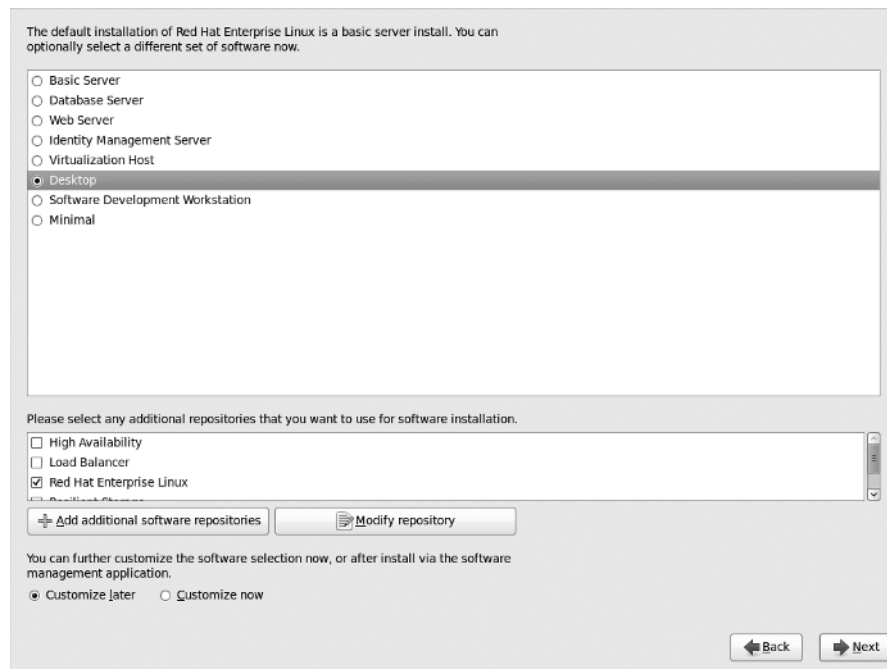 The default installation of Red Hat Enterprise Linux is a basic server install. You can
optionally select a different set of software now.
Basic Server
Database Server
Web Server
Identity Management Server
Virtualization Host
Desktop
Software Development Workstation
Minimal
Please select any additional repositories that you want to use for software installation.
High Availability
Load Balancer
Red Hat Enterprise Linux
Add additional software repositories
Modify repository
You can further customize the software selection now, or after install via the software
management application.
Customize later
Customize now
Back
Next